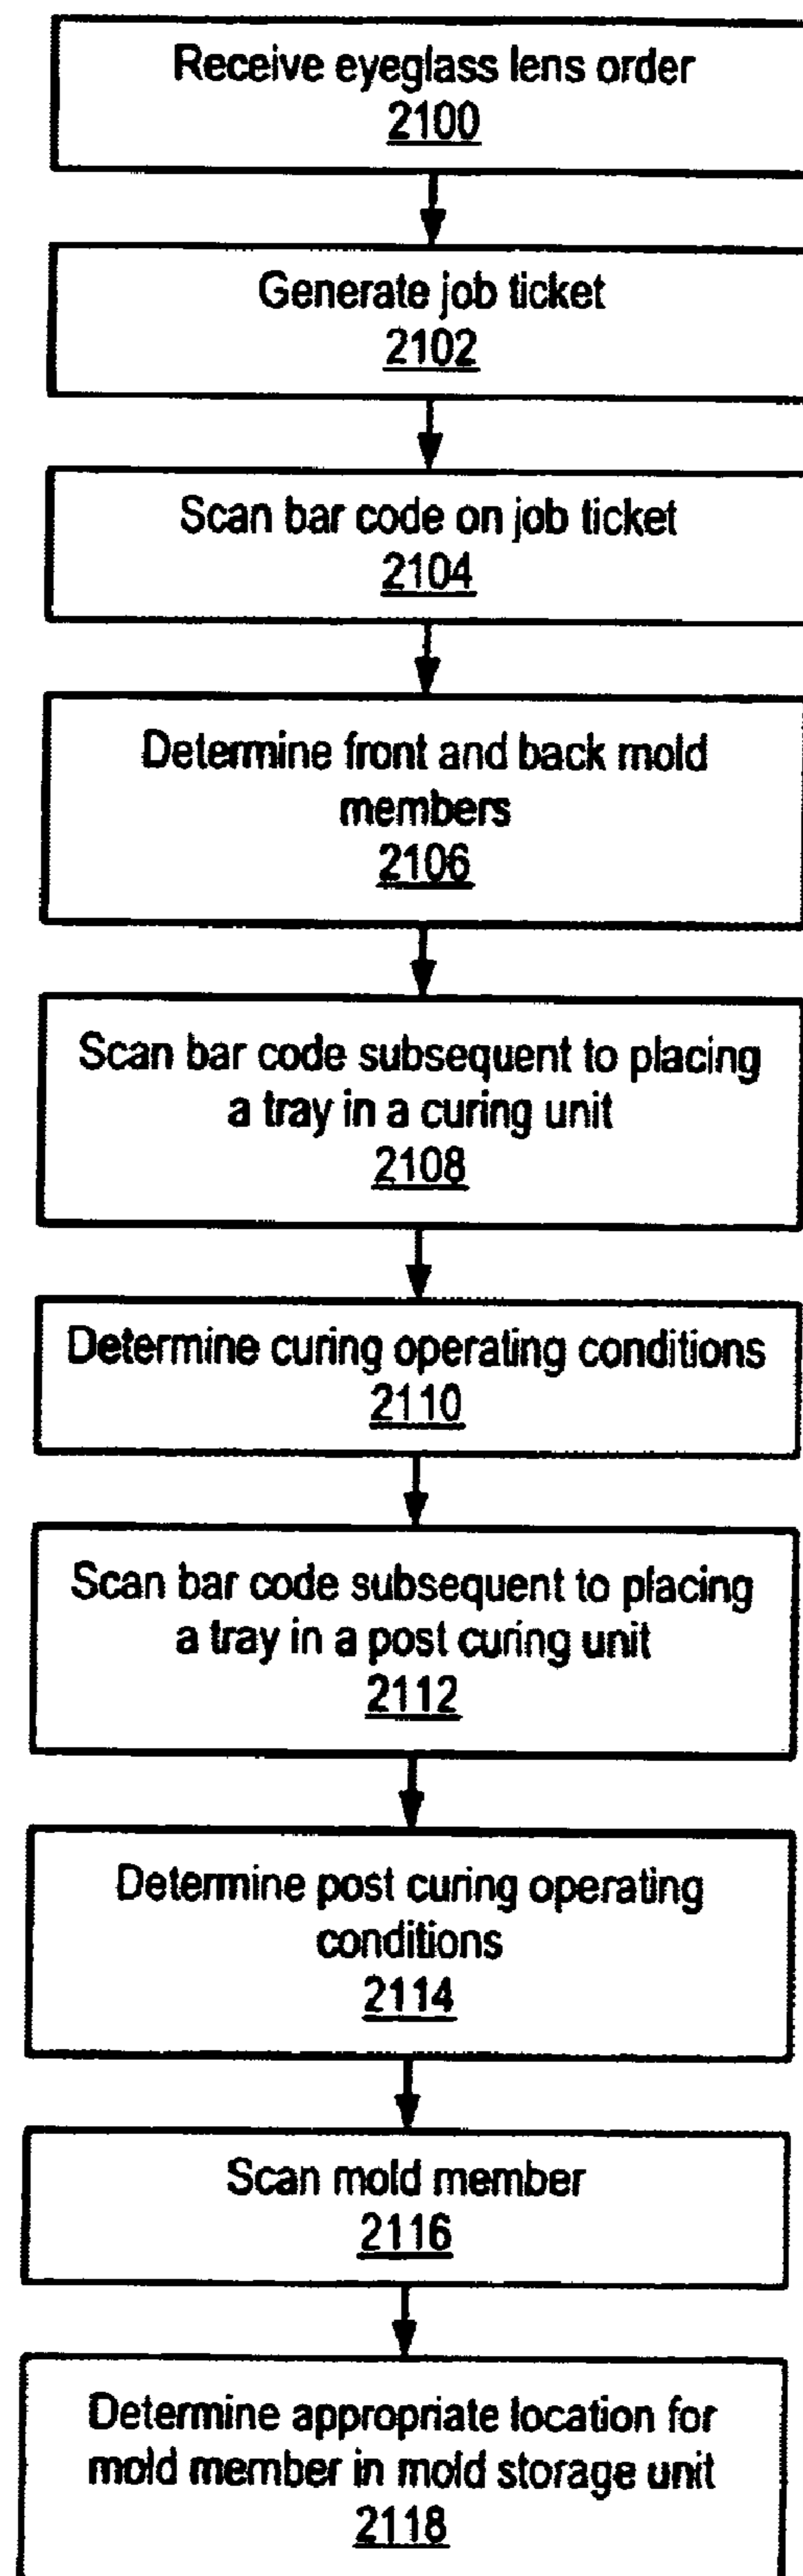 Receive eyeglass lens order
2100
Generate job ticket
2102
Scan bar code on job ticket
2104
Determine front and back mold
members
2106
Scan bar code subsequent to placing
a tray in a curing unit
2108
Determine curing operating conditions
2110
Scan bar code subsequent to placing
a tray in a post curing unit
2112
Determine post curing operating
conditions
2114
Scan mold member
2116
Determine appropriate location for
mold member in mold storage unit
2118